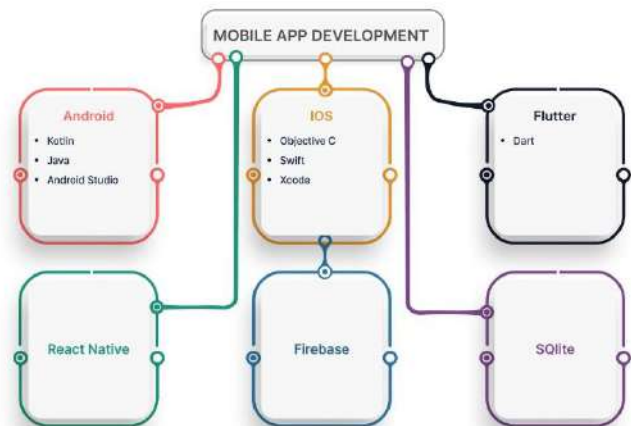 MOBILE APP DEVELOPMENT
Android
• Kotlin
• Java
• Android Studio
IOS
• Objective C
• Swift
• Xcode
Flutter
• Dart
React Native
Firebase
SQlite